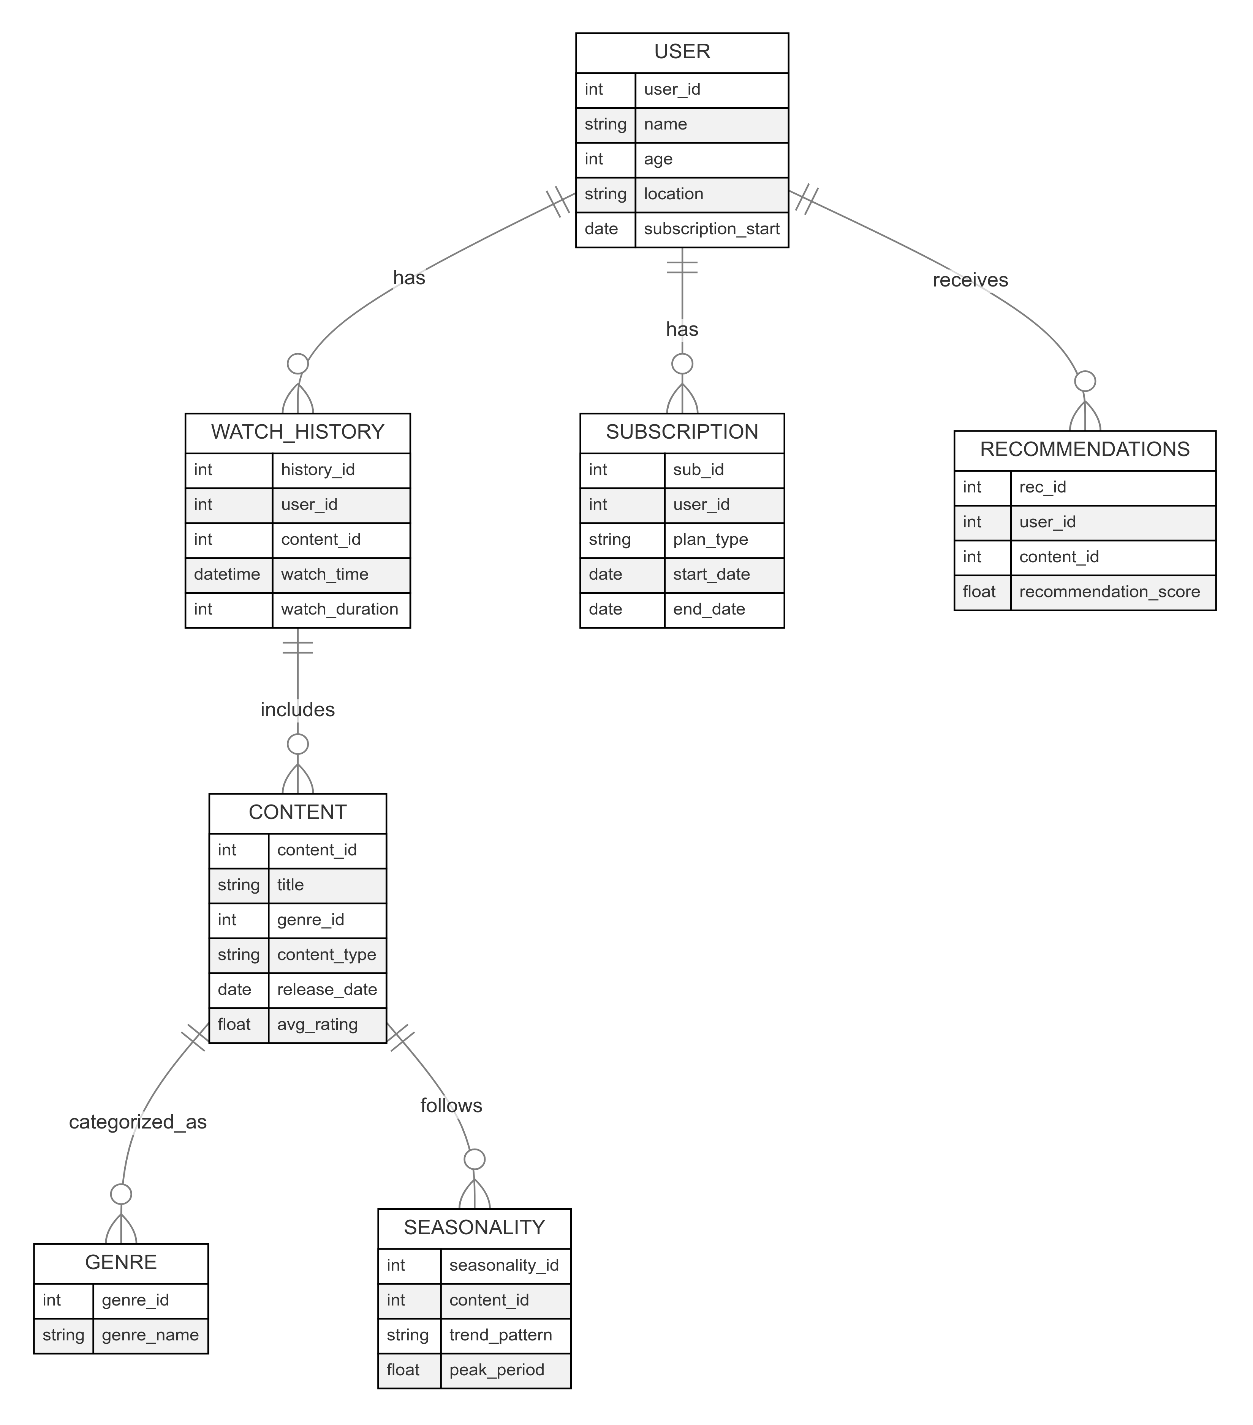 USER
int user_id
string name
int age
string location
date subscription_start
has
has
receives
WATCH_HISTORY
int history_id
int user_id
int content_id
datetime watch_time
int watch_duration
SUBSCRIPTION
int sub_id
int user_id
string plan_type
date start_date
date end_date
RECOMMENDATIONS
int rec_id
int user_id
int content_id
float recommendation_score
includes
CONTENT
int content_id
string title
int genre_id
string content_type
date release_date
float avg_rating
categorized_as
follows
GENRE
int genre_id
string genre_name
SEASONALITY
int seasonality_id
int content_id
string trend_pattern
float peak_period